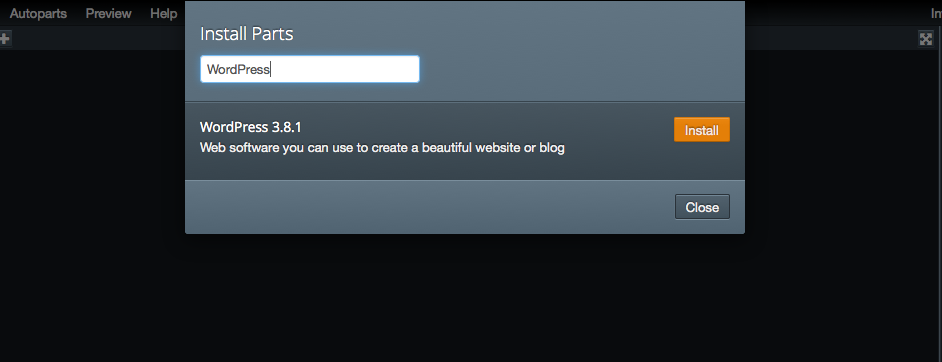 Autoparts Preview Help
Install Parts
WordPress
WordPress 3.8.1
Install
Web software you can use to create a beautiful website or blog
Close